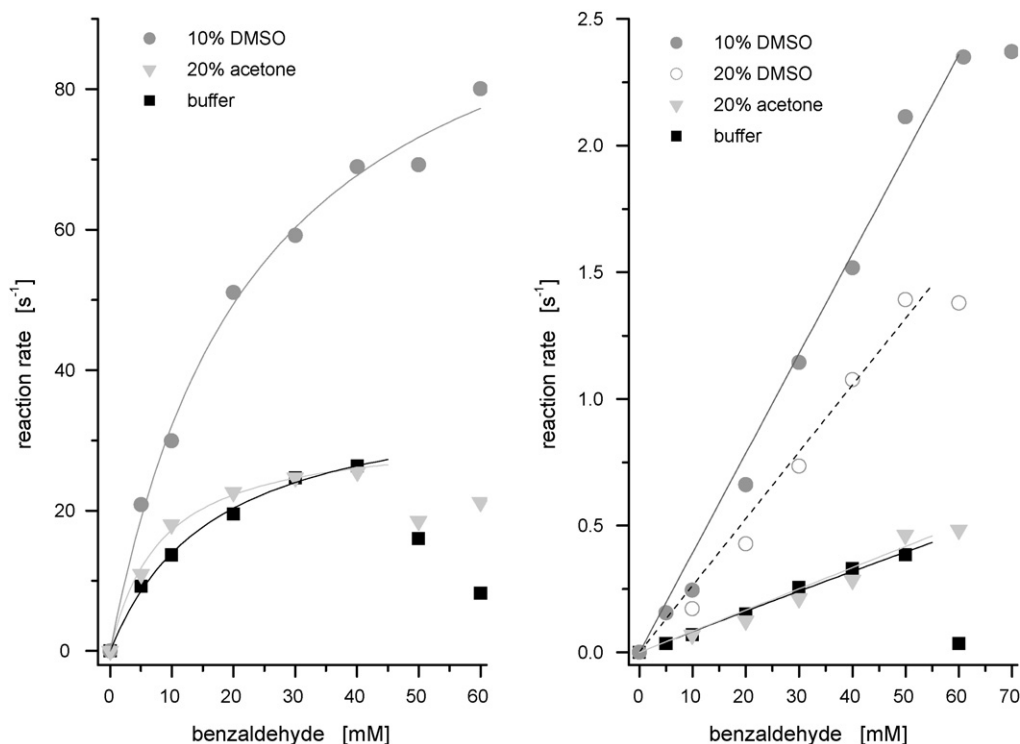 10% DMSO
20% acetone
buffer
80
60
40
20
0
reaction rate [s⁻¹]
0 10 20 30 40 50 60
benzaldehyde [mM]
2.5
2.0
1.5
1.0
0.5
0.0
10% DMSO
20% DMSO
20% acetone
buffer
reaction rate [s⁻¹]
0 10 20 30 40 50 60 70
benzaldehyde [mM]